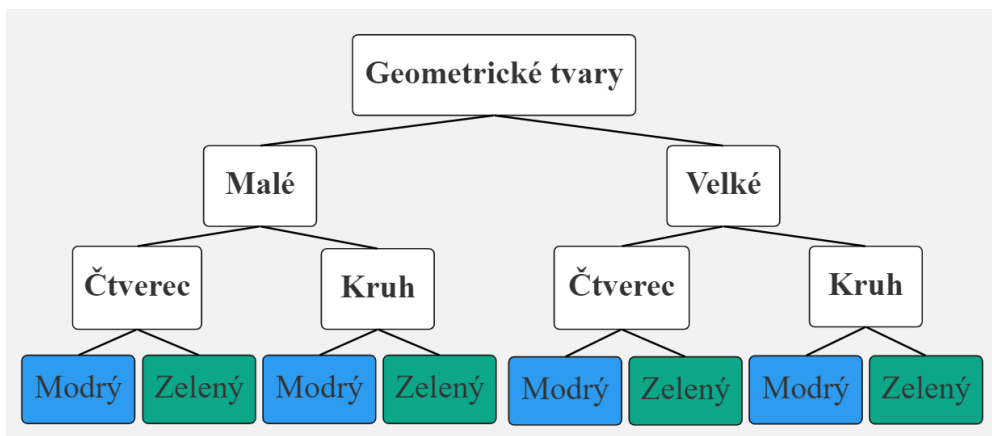 Geometrické tvary
Malé
Velké
Čtverec
Kruh
Čtverec
Kruh
Modrý
Zelený
Modrý
Zelený
Modrý
Zelený
Modrý
Zelený